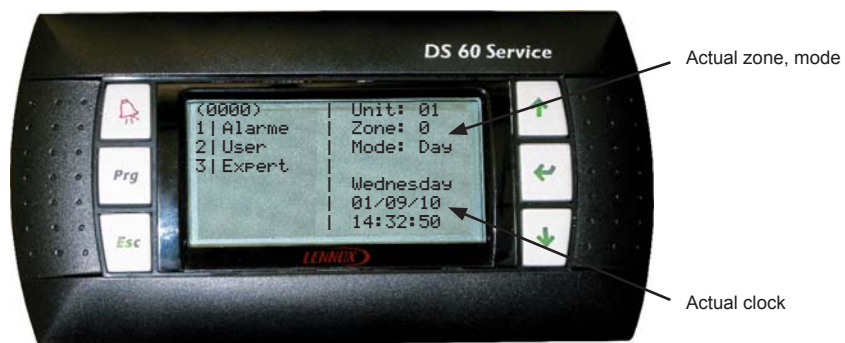 DS 60 Service
Actual zone, mode
(0000) | Unit: 01
1|Alarme | Zone: 0
2|User | Mode: Day
3|Expert |
| Wednesday
| 01/09/10
| 14:32:50
Prg
Esc
LENNOX
Actual clock